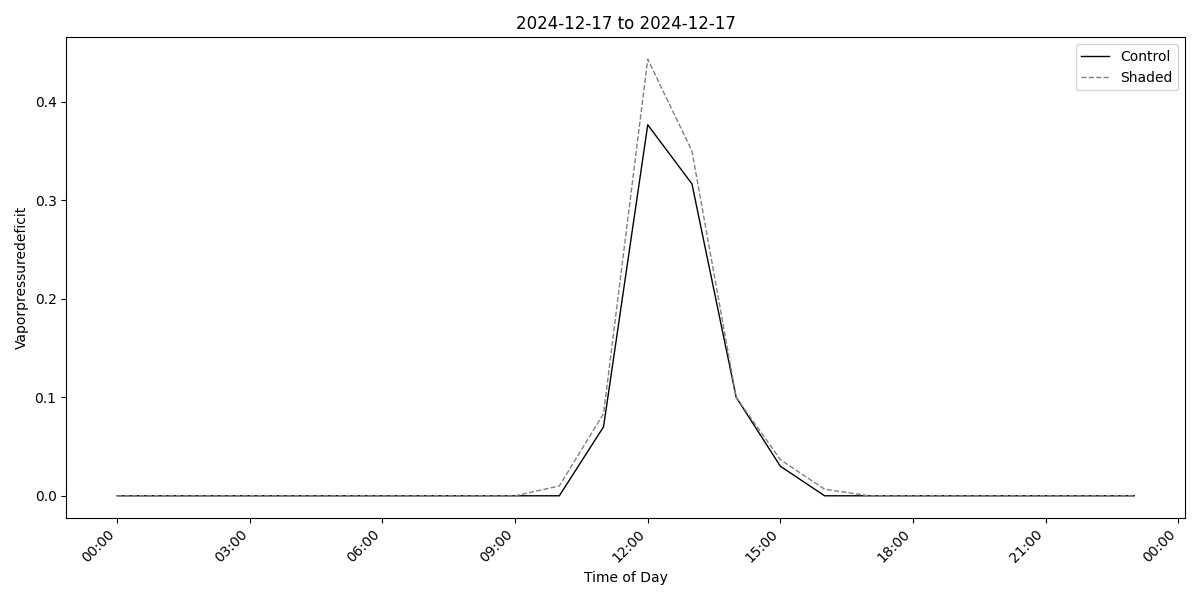 2024-12-17 to 2024-12-17
Control
Shaded
Vaporpressuredeficit
0.4
0.3
0.2
0.1
0.0
00:00
03:00
06:00
09:00
12:00
15:00
18:00
21:00
00:00
Time of Day